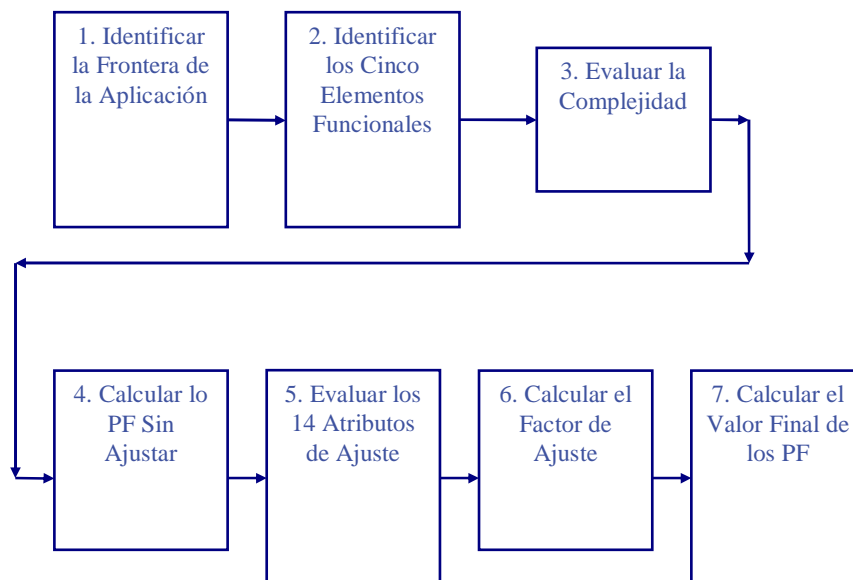 1. Identificar
la Frontera de
la Aplicación
2. Identificar
los Cinco
Elementos
Funcionales
3. Evaluar la
Complejidad
4. Calcular lo
PF Sin
Ajustar
5. Evaluar los
14 Atributos
de Ajuste
6. Calcular el
Factor de
Ajuste
7. Calcular el
Valor Final de
los PF